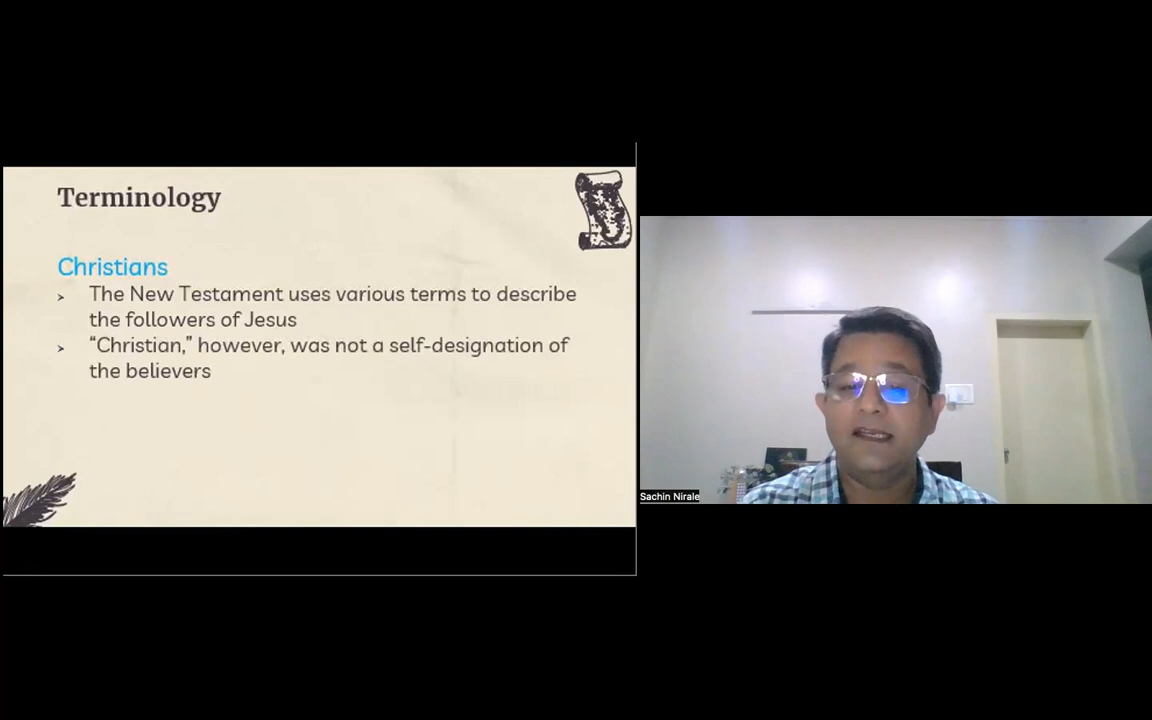 Terminology
Christians
➢ The New Testament uses various terms to describe
the followers of Jesus
➢ “Christian,” however, was not a self-designation of
the believers
Sachin Nirale